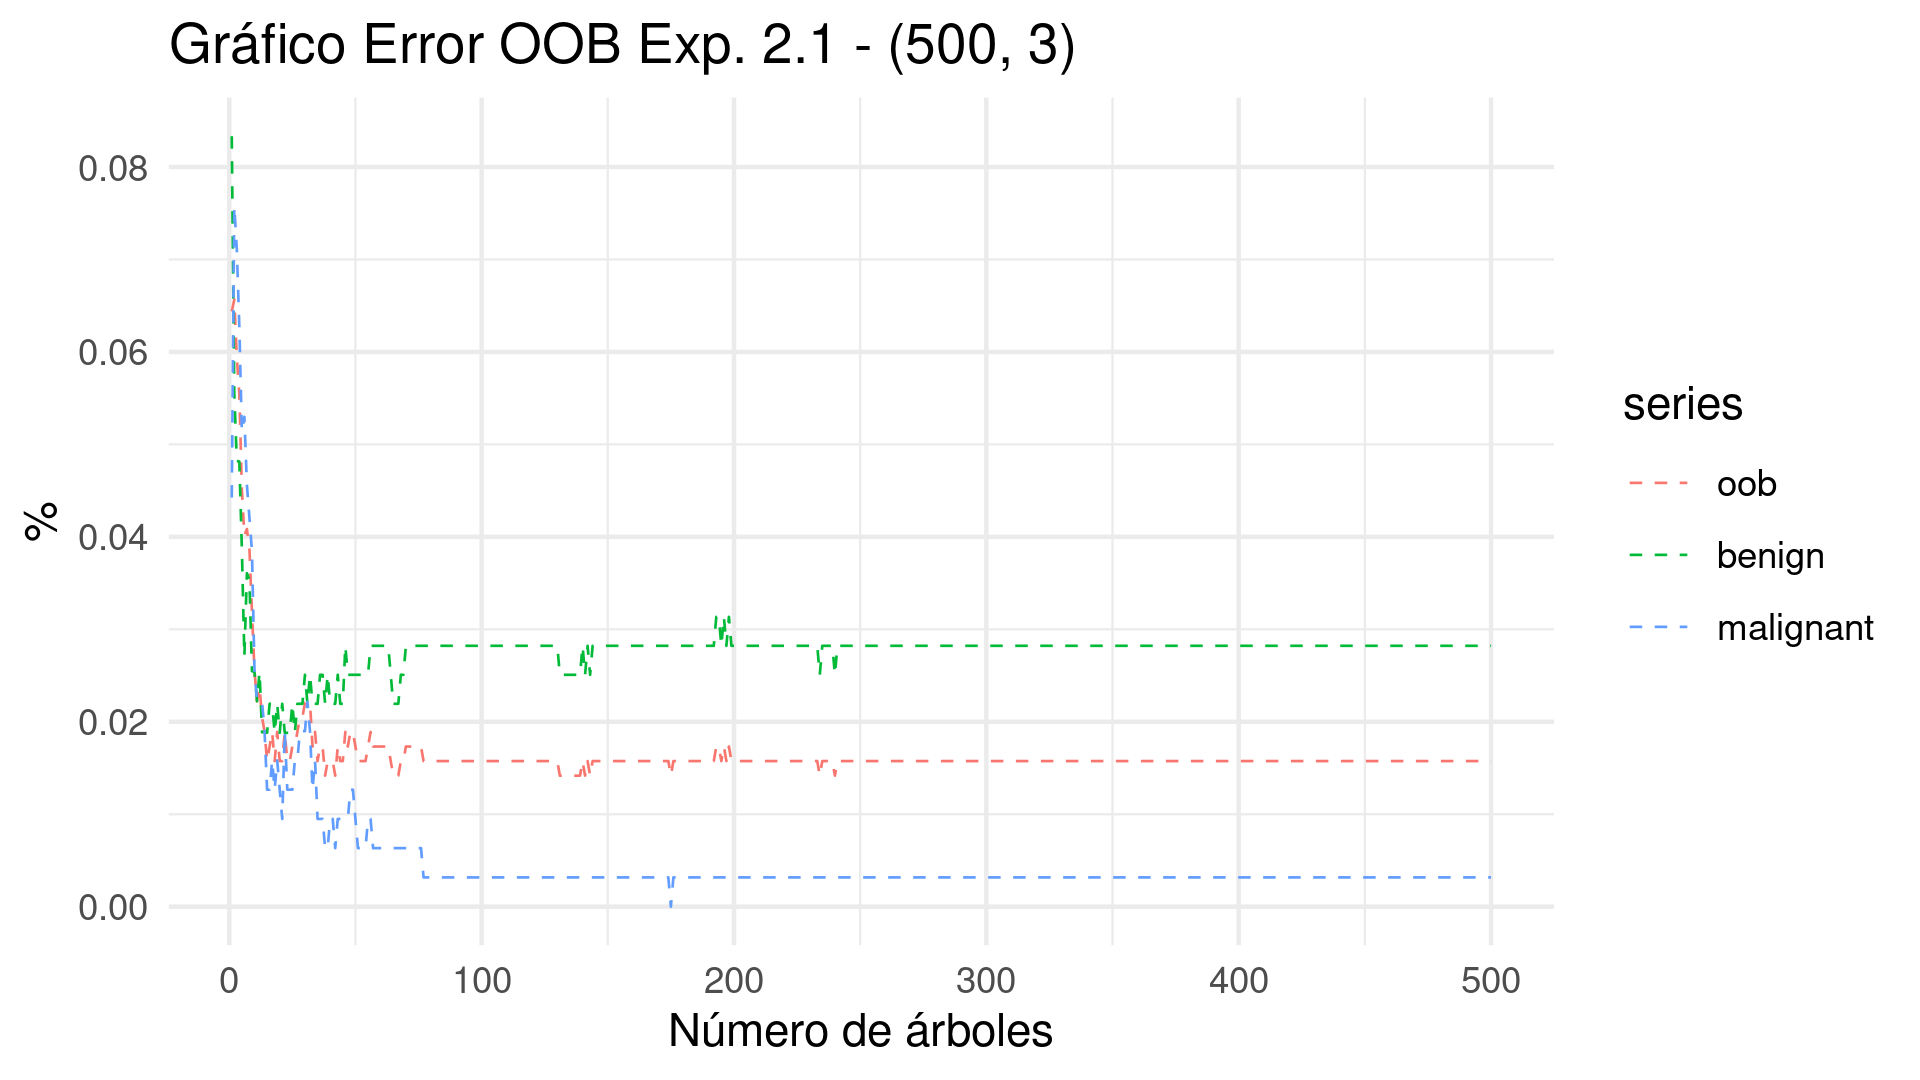 Gráfico Error OOB Exp. 2.1 - (500, 3)
%
0.08
0.06
0.04
0.02
0.00
0 100 200 300 400 500
Número de árboles
series
oob
benign
malignant